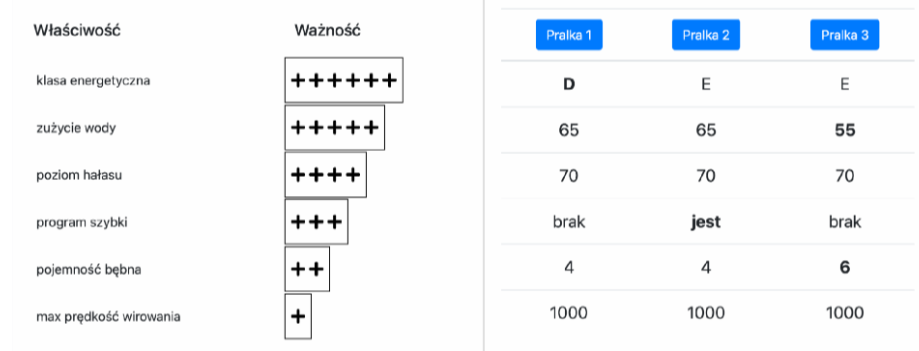 Właściwość Ważność Pralka 1 Pralka 2 Pralka 3
klasa energetyczna ++++++ D E E
zużycie wody +++++ 65 65 55
poziom hałasu ++++ 70 70 70
program szybki +++ brak jest brak
pojemność bębna ++ 4 4 6
max prędkość wirowania + 1000 1000 1000